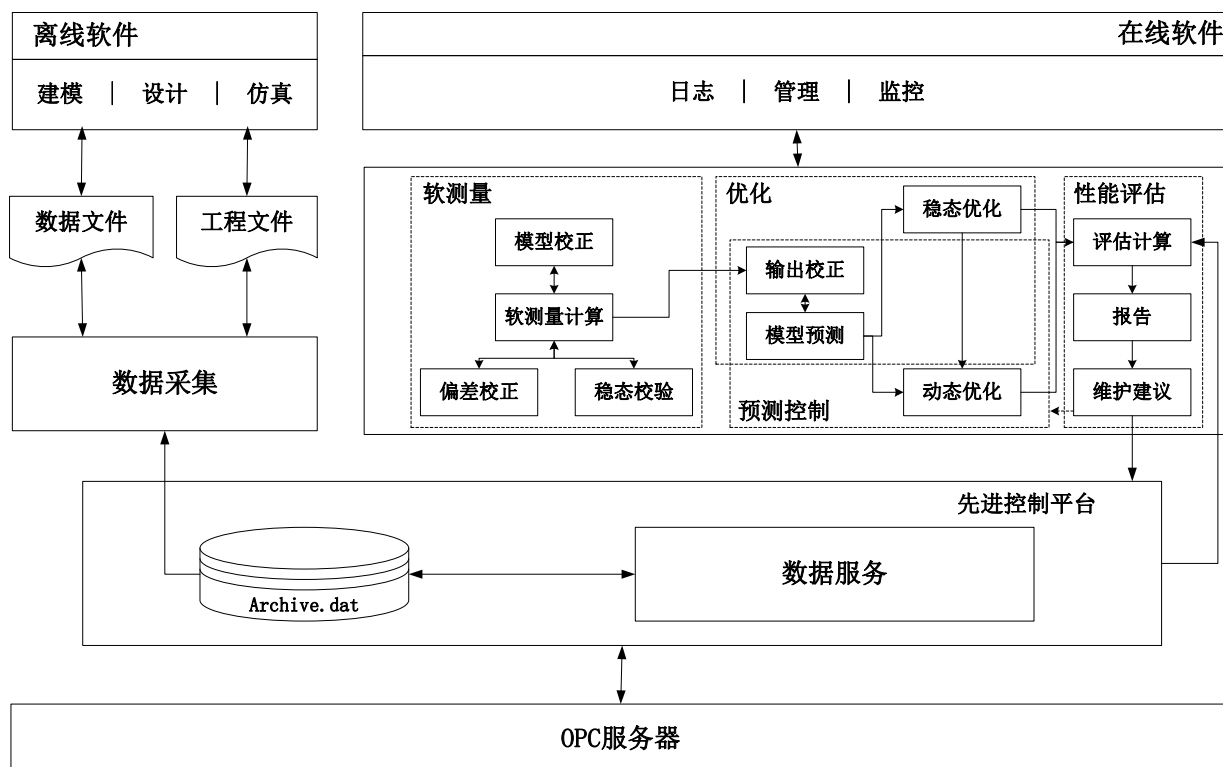 离线软件
建模 | 设计 | 仿真
数据文件
工程文件
数据采集
在线软件
日志 | 管理 | 监控
软测量
模型校正
软测量计算
偏差校正
稳态校验
优化
稳态优化
输出校正
模型预测
动态优化
预测控制
性能评估
评估计算
报告
维护建议
先进控制平台
Archive.dat
数据服务
OPC服务器